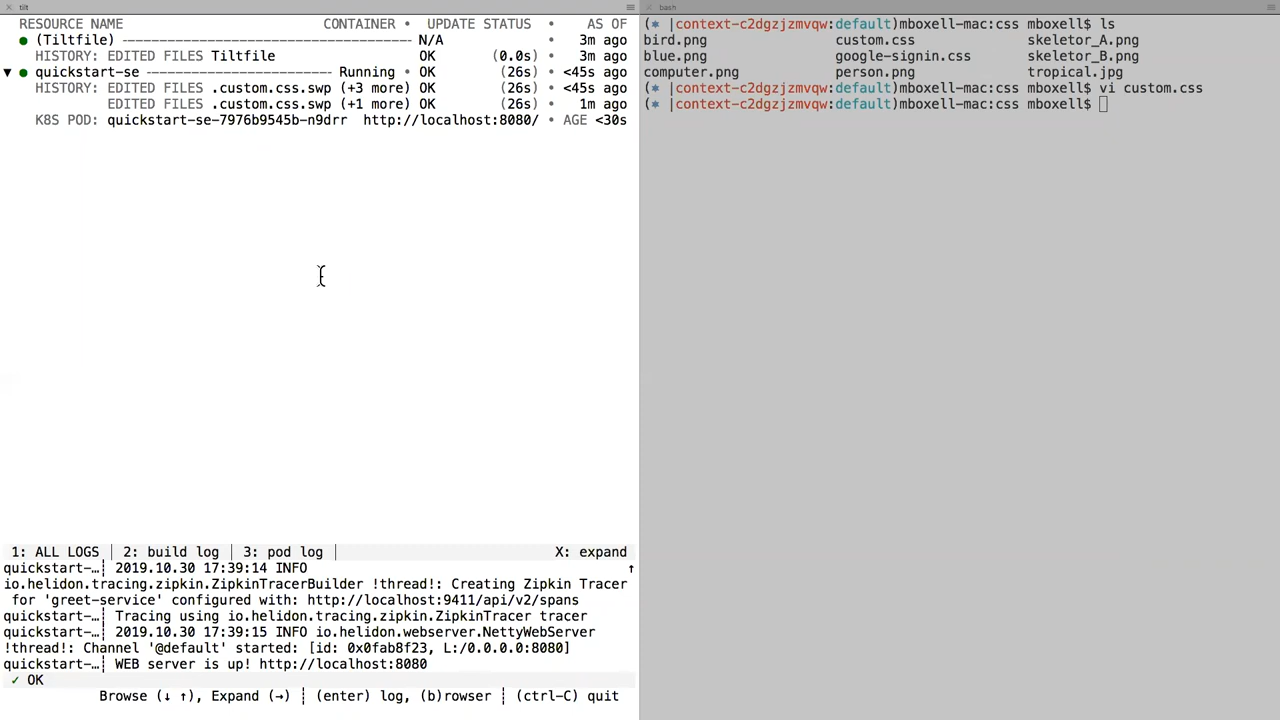 tilt
RESOURCE NAME CONTAINER • UPDATE STATUS • AS OF
● (Tiltfile) ------------------------------------ N/A 3m ago
HISTORY: EDITED FILES Tiltfile OK (0.0s) 3m ago
▼ ● quickstart-se ----------------------- Running • OK (26s) <45s ago
HISTORY: EDITED FILES .custom.css.swp (+3 more) OK (26s) <45s ago
EDITED FILES .custom.css.swp (+1 more) OK (26s) 1m ago
K8S POD: quickstart-se-7976b9545b-n9drr http://localhost:8080/ • AGE <30s
1: ALL LOGS │ 2: build log │ 3: pod log │ X: expand
quickstart-…┊ 2019.10.30 17:39:14 INFO ↑
io.helidon.tracing.zipkin.ZipkinTracerBuilder !thread!: Creating Zipkin Tracer
for 'greet-service' configured with: http://localhost:9411/api/v2/spans
quickstart-…┊ Tracing using io.helidon.tracing.zipkin.ZipkinTracer tracer
quickstart-…┊ 2019.10.30 17:39:15 INFO io.helidon.webserver.NettyWebServer
!thread!: Channel '@default' started: [id: 0x0fab8f23, L:/0.0.0.0:8080]
quickstart-…┊ WEB server is up! http://localhost:8080
✓ OK
Browse (↓ ↑), Expand (→) ┊ (enter) log, (b)rowser ┊ (ctrl-C) quit
bash
(* |context-c2dgzjzmvqw:default)mboxell-mac:css mboxell$ ls
bird.png custom.css skeletor_A.png
blue.png google-signin.css skeletor_B.png
computer.png person.png tropical.jpg
(* |context-c2dgzjzmvqw:default)mboxell-mac:css mboxell$ vi custom.css
(* |context-c2dgzjzmvqw:default)mboxell-mac:css mboxell$